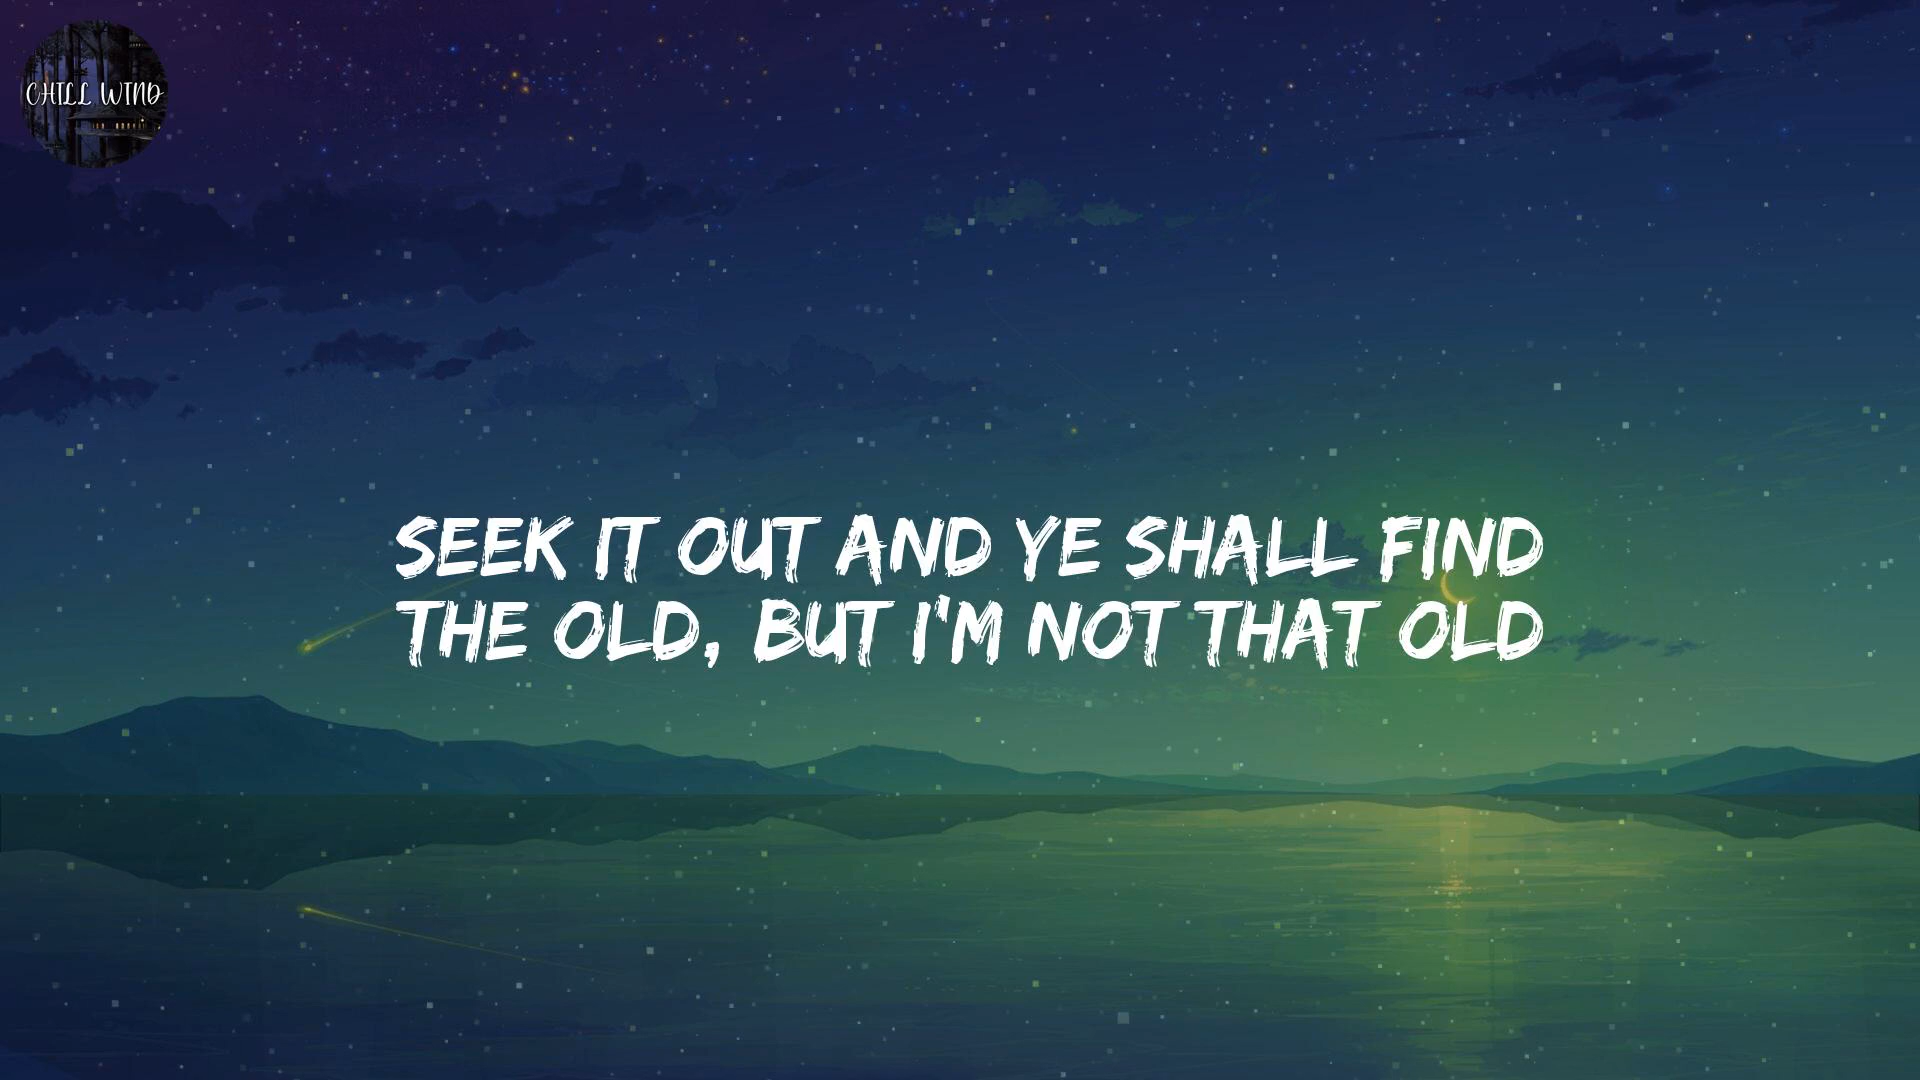 CHILL WIND
SEEK IT OUT AND YE SHALL FIND
THE OLD, BUT I'M NOT THAT OLD